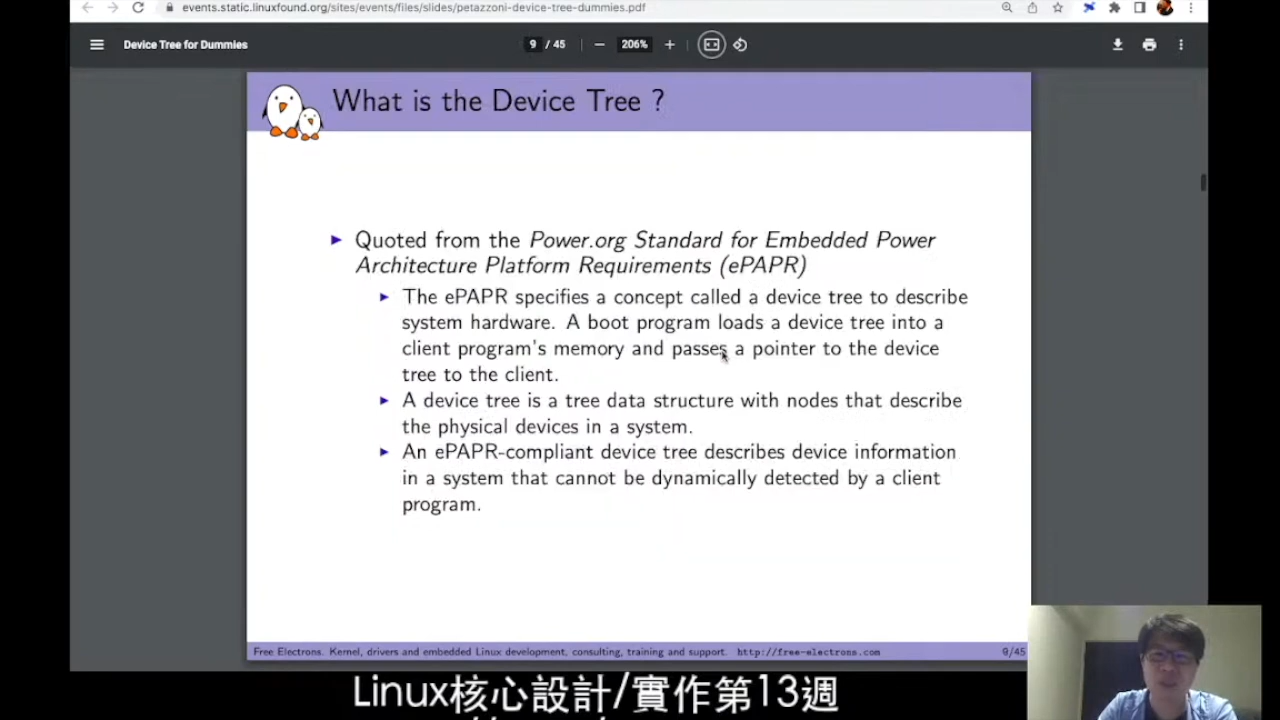 events.static.linuxfound.org/sites/events/files/slides/petazzoni-device-tree-dummies.pdf
Device Tree for Dummies
9 / 45
206%
What is the Device Tree ?
Quoted from the Power.org Standard for Embedded Power
Architecture Platform Requirements (ePAPR)
The ePAPR specifies a concept called a device tree to describe
system hardware. A boot program loads a device tree into a
client program's memory and passes a pointer to the device
tree to the client.
A device tree is a tree data structure with nodes that describe
the physical devices in a system.
An ePAPR-compliant device tree describes device information
in a system that cannot be dynamically detected by a client
program.
Free Electrons. Kernel, drivers and embedded Linux development, consulting, training and support. http://free-electrons.com
9/45
Linux核心設計/實作第13週